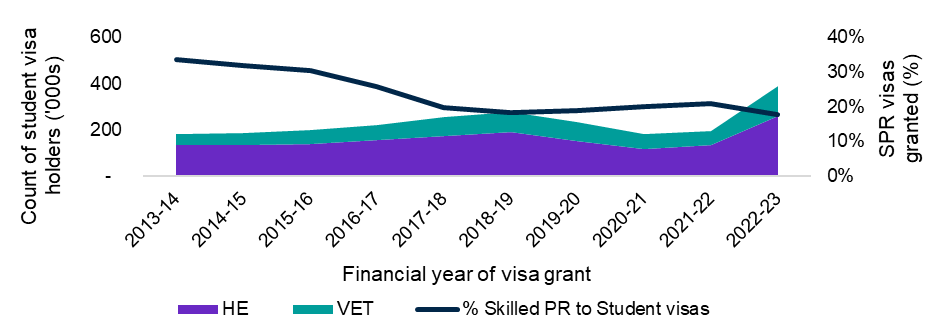 Count of student visa
holders ('000s)
600
400
200
-
40%
30%
20%
10%
0%
SPR visas
granted (%)
2013-14
2014-15
2015-16
2016-17
2017-18
2018-19
2019-20
2020-21
2021-22
2022-23
Financial year of visa grant
HE
VET
% Skilled PR to Student visas